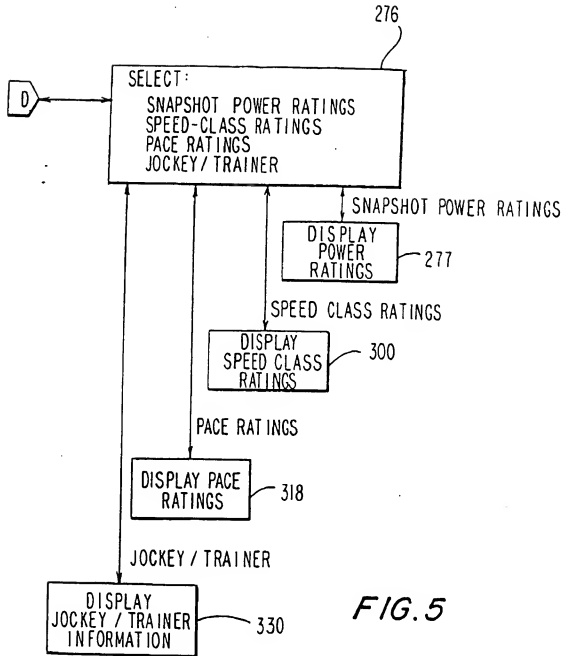 276
D
SELECT:
SNAPSHOT POWER RATINGS
SPEED-CLASS RATINGS
PACE RATINGS
JOCKEY/TRAINER
SNAPSHOT POWER RATINGS
DISPLAY
POWER
RATINGS
277
SPEED CLASS RATINGS
DISPLAY
SPEED CLASS
RATINGS
300
PACE RATINGS
DISPLAY PACE
RATINGS
318
JOCKEY / TRAINER
DISPLAY
JOCKEY / TRAINER
INFORMATION
330
FIG.5